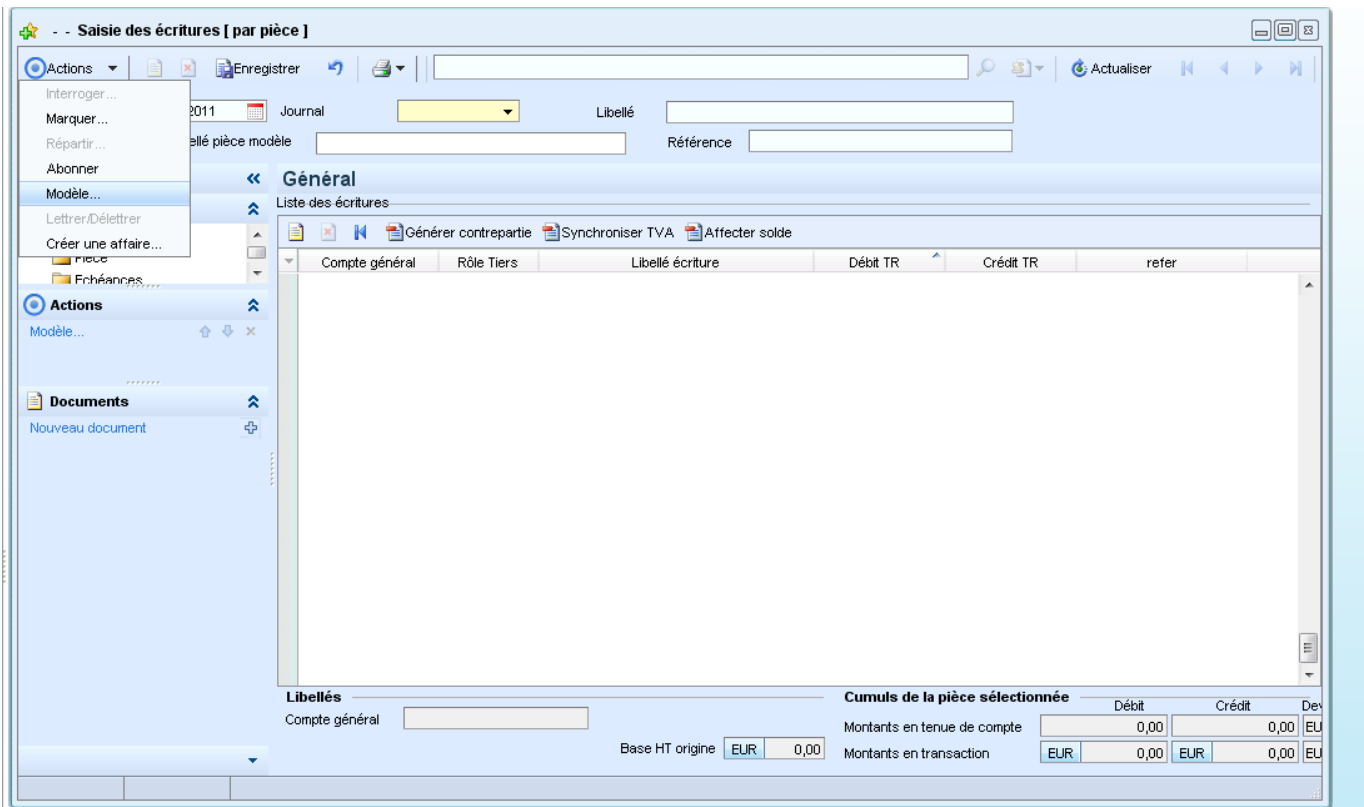 - - Saisie des écritures [ par pièce ]
Actions Enregistrer Actualiser
Interroger...
Marquer...
Répartir...
Abonner
Modèle...
Lettrer/Délettrer
Créer une affaire...
2011 Journal Libellé
ellé pièce modèle Référence
Général
Liste des écritures
Générer contrepartie Synchroniser TVA Affecter solde
Compte général Rôle Tiers Libellé écriture Débit TR Crédit TR refer
Pièce
Echéances
Actions
Modèle...
Documents
Nouveau document
Libellés
Compte général
Base HT origine EUR 0,00
Cumuls de la pièce sélectionnée Débit Crédit Dev
Montants en tenue de compte 0,00 0,00 EU
Montants en transaction EUR 0,00 EUR 0,00 EU